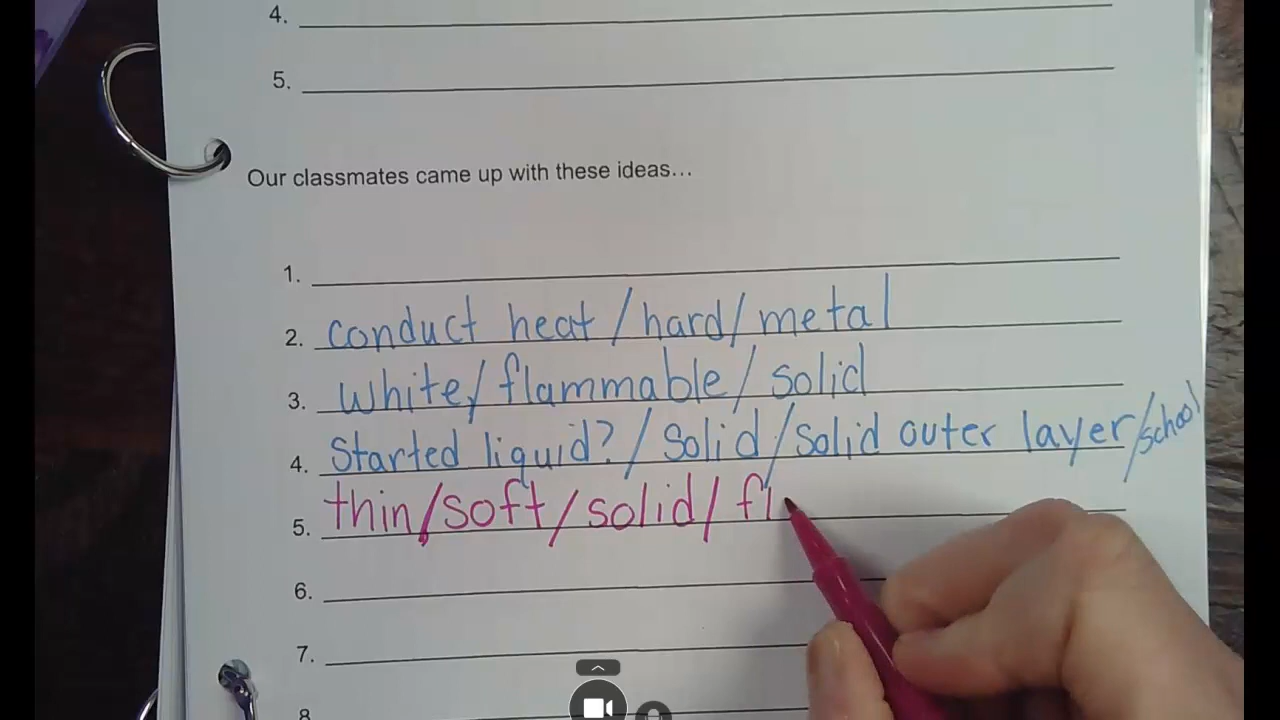 4.
5.
Our classmates came up with these ideas...
1.
2. conduct heat / hard / metal
3. white / flammable / solid
4. Started liquid? / Solid / Solid outer layer / school
5. thin / soft / solid / fl
6.
7.
8